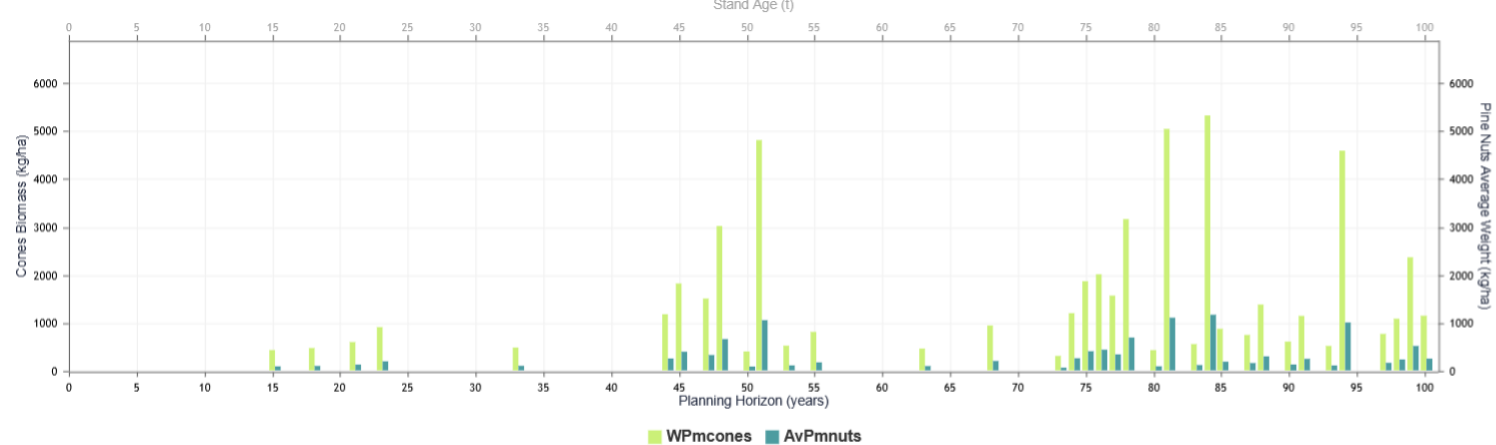 Stand Age (t)
0 5 10 15 20 25 30 35 40 45 50 55 60 65 70 75 80 85 90 95 100
6000 6000
5000 5000
4000 4000
3000 3000
2000 2000
1000 1000
0 0
Cones Biomass (kg/ha)
Pine Nuts Average Weight (kg/ha)
0 5 10 15 20 25 30 35 40 45 50 55 60 65 70 75 80 85 90 95 100
Planning Horizon (years)
WPmcones AvPmnuts